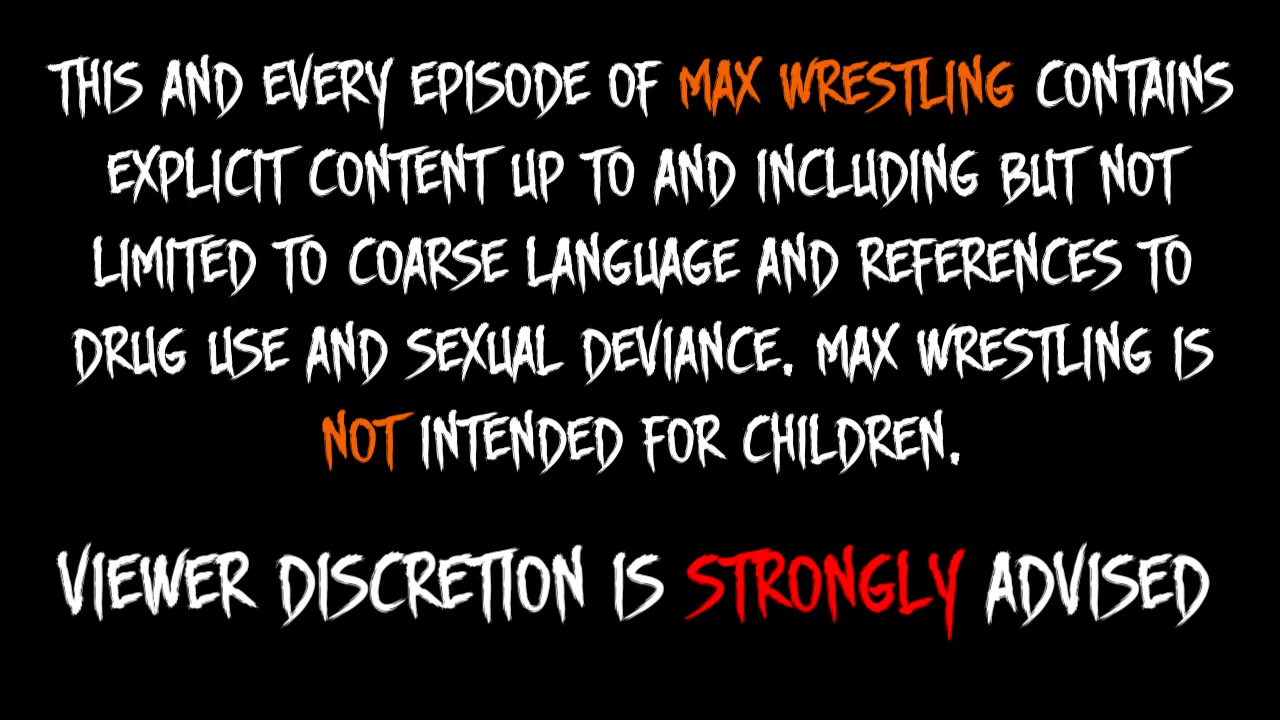 THIS AND EVERY EPISODE OF MAX WRESTLING CONTAINS
EXPLICIT CONTENT UP TO AND INCLUDING BUT NOT
LIMITED TO COARSE LANGUAGE AND REFERENCES TO
DRUG USE AND SEXUAL DEVIANCE. MAX WRESTLING IS
NOT INTENDED FOR CHILDREN.
VIEWER DISCRETION IS STRONGLY ADVISED